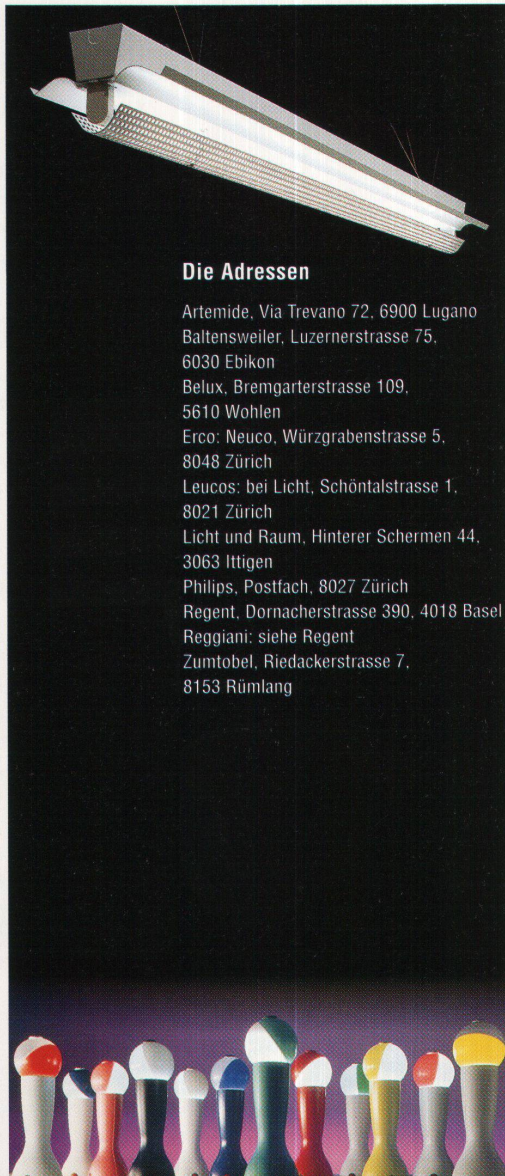 Die Adressen
Artemide, Via Trevano 72, 6900 Lugano
Baltensweiler, Luzernerstrasse 75,
6030 Ebikon
Belux, Bremgarterstrasse 109,
5610 Wohlen
Erco: Neuco, Würzgrabenstrasse 5,
8048 Zürich
Leucos: bei Licht, Schöntalstrasse 1,
8021 Zürich
Licht und Raum, Hinterer Schermen 44,
3063 Ittigen
Philips, Postfach, 8027 Zürich
Regent, Dornacherstrasse 390, 4018 Basel
Reggiani: siehe Regent
Zumtobel, Riedackerstrasse 7,
8153 Rümlang